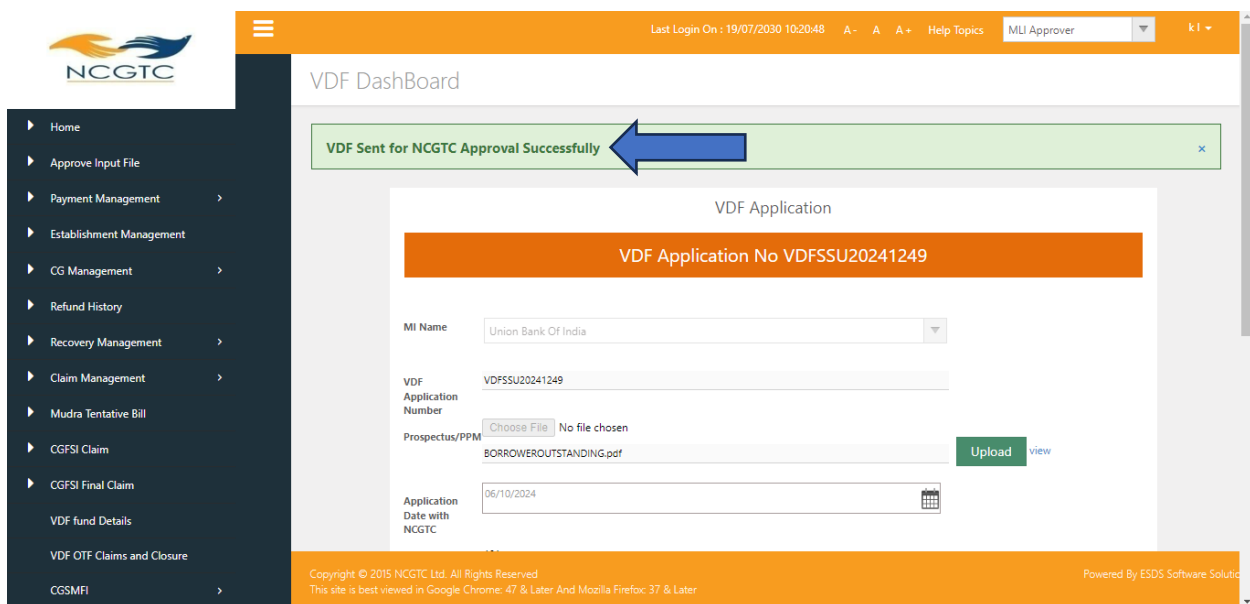 NCGTC
Last Login On : 19/07/2030 10:20:48 A- A A+ Help Topics MLI Approver k l
VDF DashBoard
Home
Approve Input File
Payment Management
Establishment Management
CG Management
Refund History
Recovery Management
Claim Management
Mudra Tentative Bill
CGFSI Claim
CGFSI Final Claim
VDF fund Details
VDF OTF Claims and Closure
CGSMFI
VDF Sent for NCGTC Approval Successfully ×
VDF Application
VDF Application No VDFSSU20241249
MI Name Union Bank Of India
VDF
Application
Number
VDFSSU20241249
Prospectus/PPM
Choose File No file chosen
BORROWEROUTSTANDING.pdf
Upload view
Application
Date with
NCGTC
06/10/2024
Copyright © 2015 NCGTC Ltd. All Rights Reserved
This site is best viewed in Google Chrome: 47 & Later And Mozilla Firefox: 37 & Later
Powered By ESDS Software Solutio